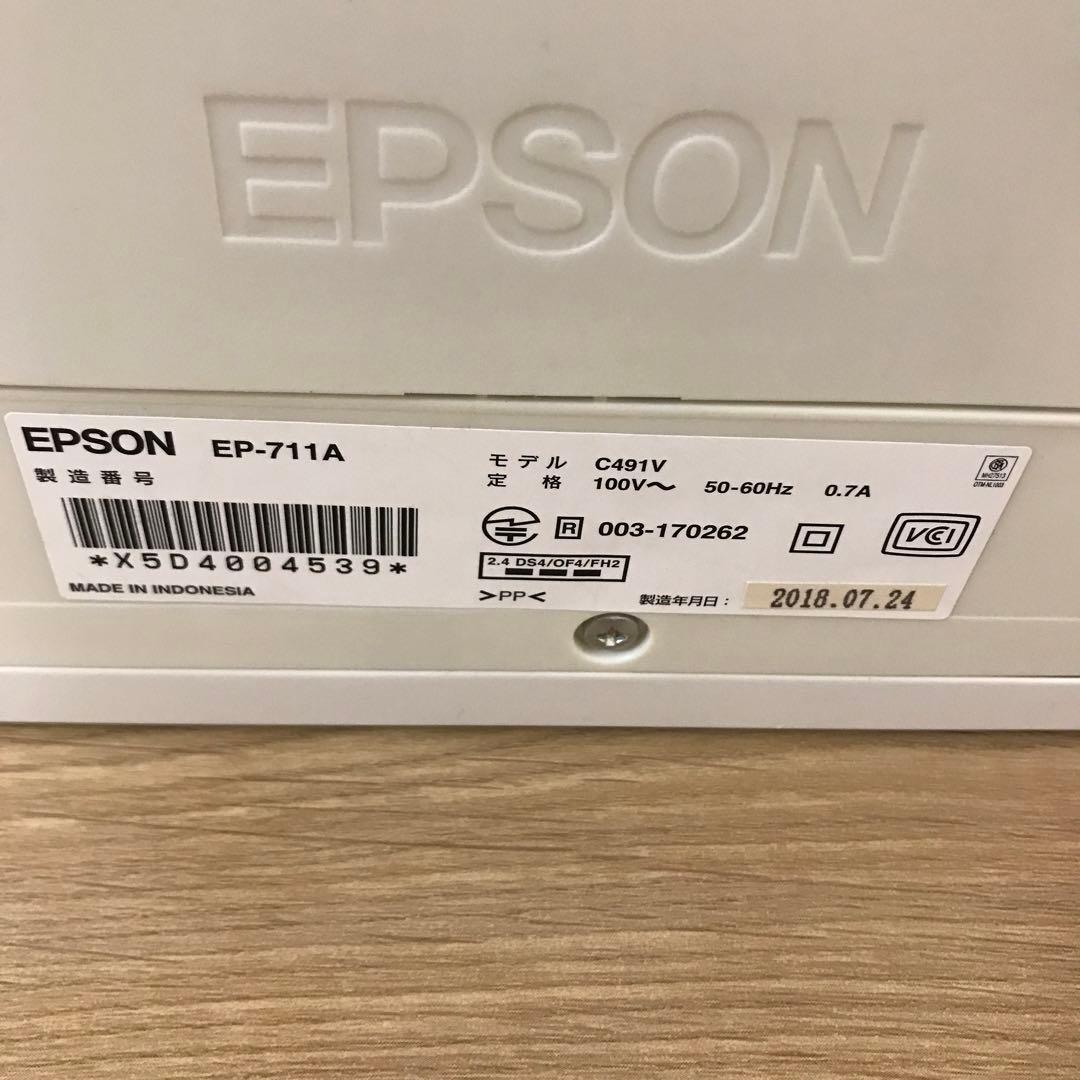 EPSON
EPSON EP-711A
製造番号
*X5D4004539*
MADE IN INDONESIA
モデル C491V
定格 100V～ 50-60Hz 0.7A
R 003-170262
2.4 DS4/OF4/FH2
>PP<
製造年月日： 2018.07.24
VCI
MH27513